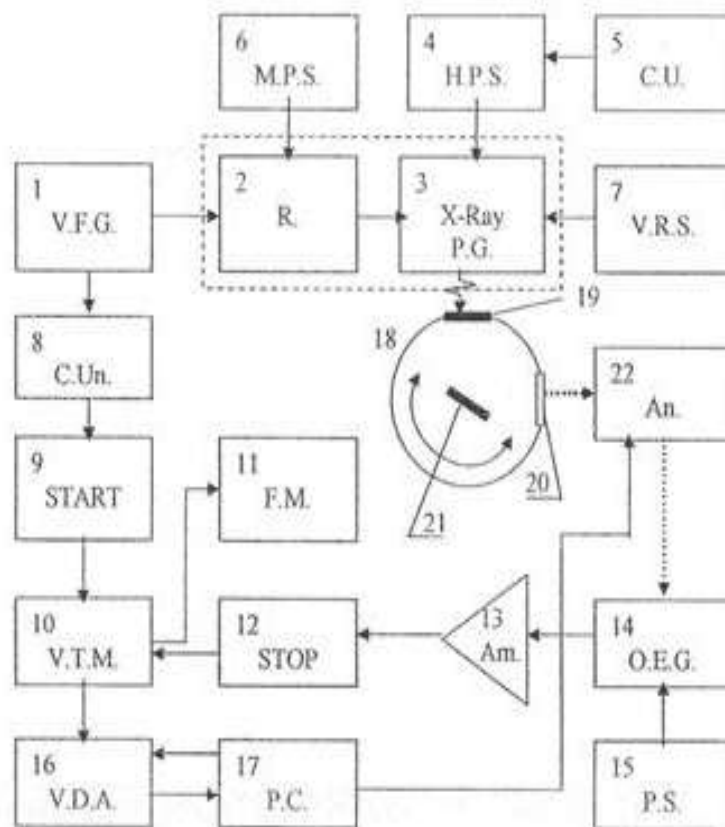 6
M.P.S.
4
H.P.S.
5
C.U.
1
V.F.G.
2
R.
3
X-Ray
P.G.
7
V.R.S.
8
C.Un.
18
19
22
An.
9
START
11
F.M.
21
20
10
V.T.M.
12
STOP
13
Am.
14
O.E.G.
16
V.D.A.
17
P.C.
15
P.S.